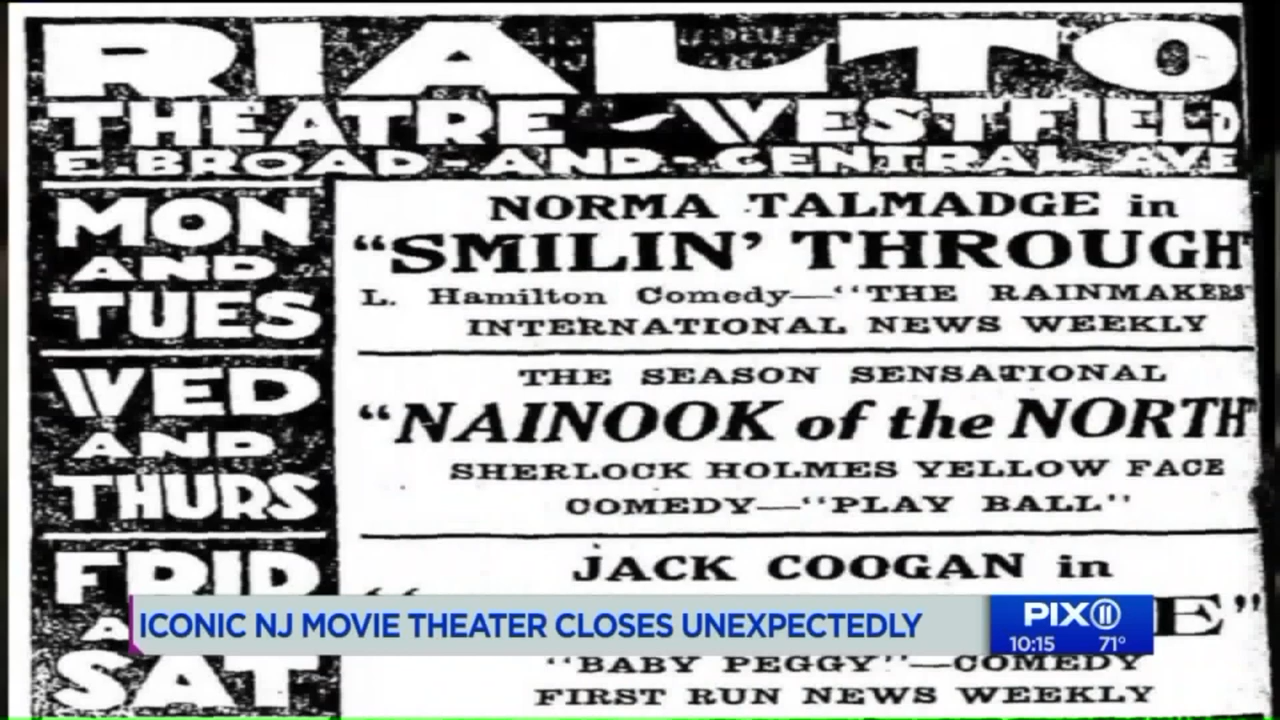 RIALTO
THEATRE - WESTFIELD
E. BROAD - AND - CENTRAL AVE
MON
AND
TUES
NORMA TALMADGE in
"SMILIN' THROUGH"
L. Hamilton Comedy—"THE RAINMAKERS"
INTERNATIONAL NEWS WEEKLY
WED
AND
THURS
THE SEASON SENSATIONAL
"NAINOOK of the NORTH"
SHERLOCK HOLMES YELLOW FACE
COMEDY—"PLAY BALL"
FRID
SAT
JACK COOGAN in
"BABY PEGGY"—COMEDY
FIRST RUN NEWS WEEKLY
ICONIC NJ MOVIE THEATER CLOSES UNEXPECTEDLY
PIX 11
10:15 71°